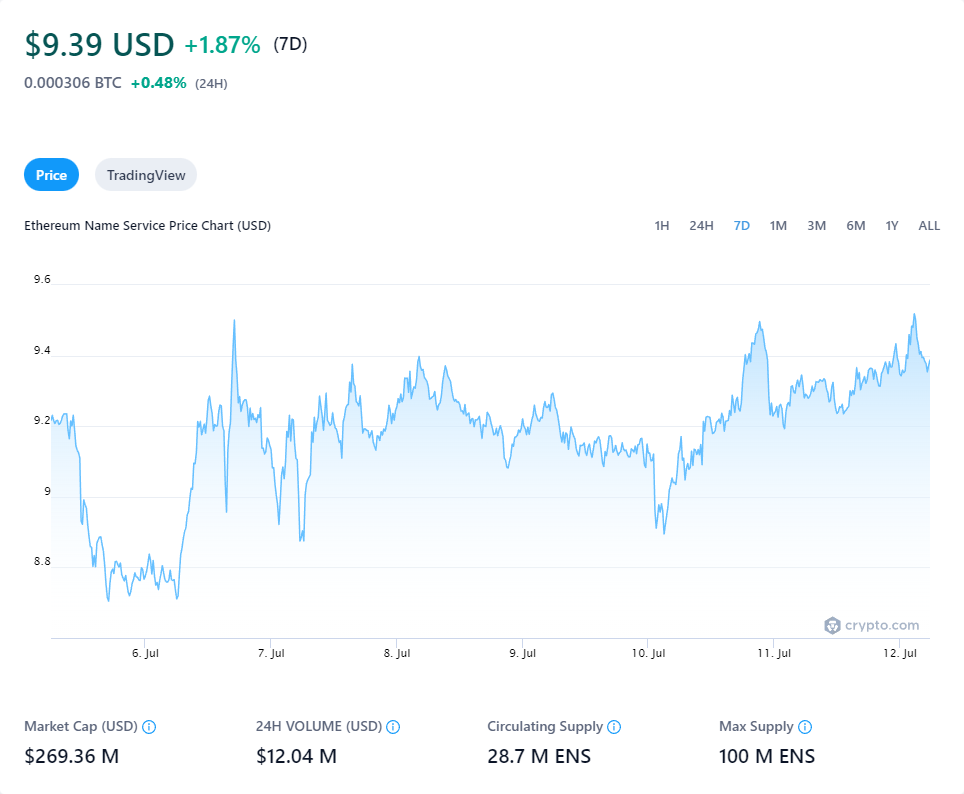 $9.39 USD +1.87% (7D)
0.000306 BTC +0.48% (24H)
Price TradingView
Ethereum Name Service Price Chart (USD) 1H 24H 7D 1M 3M 6M 1Y ALL
9.6
9.4
9.2
9
8.8
crypto.com
6. Jul 7. Jul 8. Jul 9. Jul 10. Jul 11. Jul 12. Jul
Market Cap (USD) 24H VOLUME (USD) Circulating Supply Max Supply
$269.36 M $12.04 M 28.7 M ENS 100 M ENS